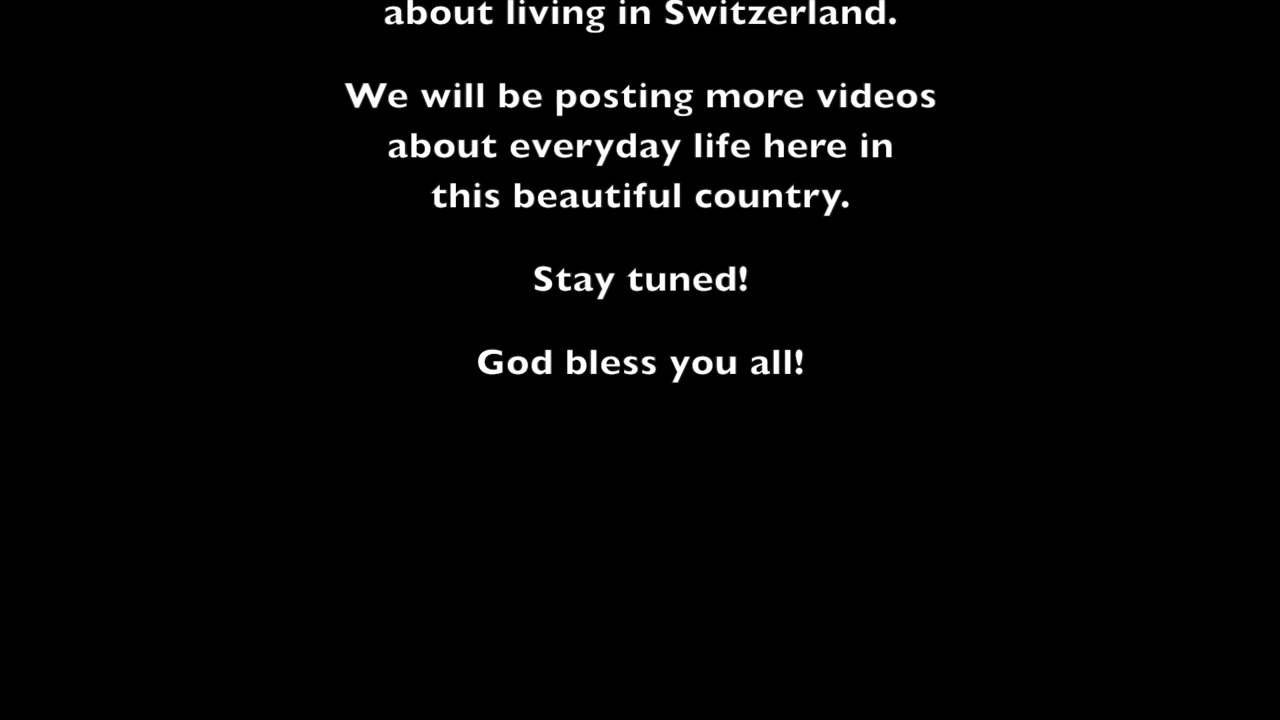 about living in Switzerland.
We will be posting more videos
about everyday life here in
this beautiful country.
Stay tuned!
God bless you all!